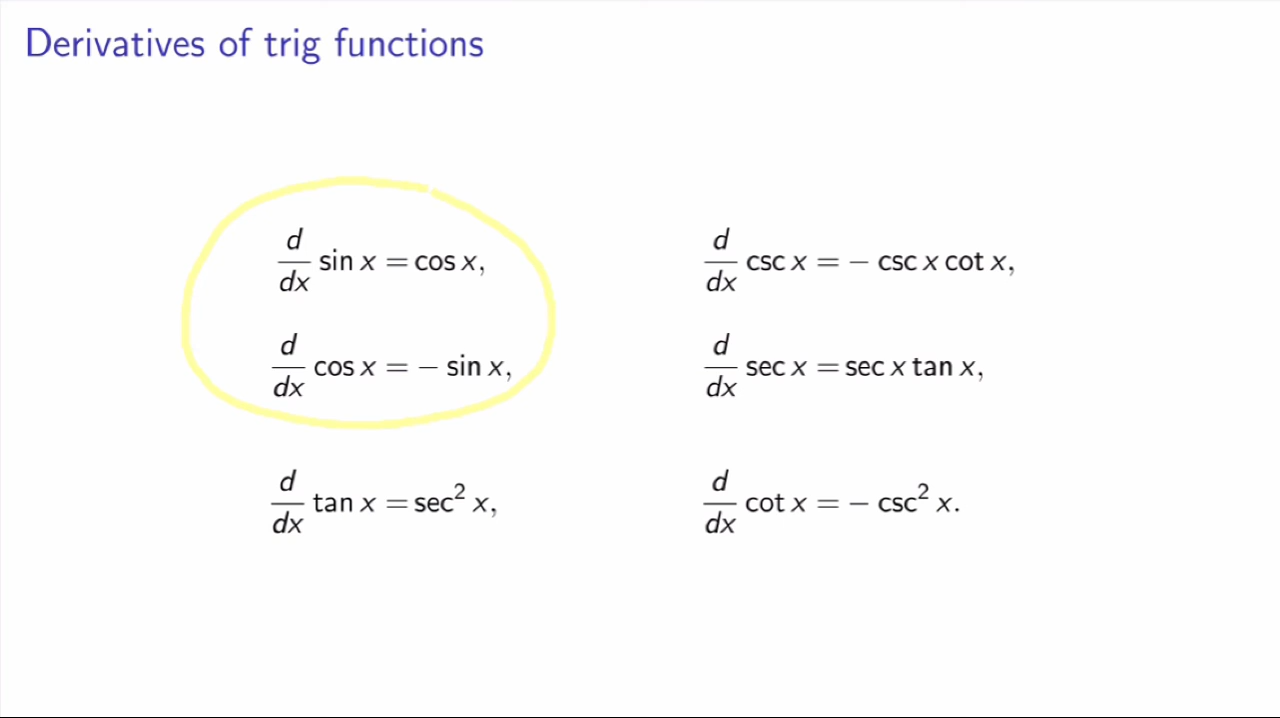 Derivatives of trig functions
d/dx sin x = cos x,
d/dx csc x = − csc x cot x,
d/dx cos x = − sin x,
d/dx sec x = sec x tan x,
d/dx tan x = sec² x,
d/dx cot x = − csc² x.